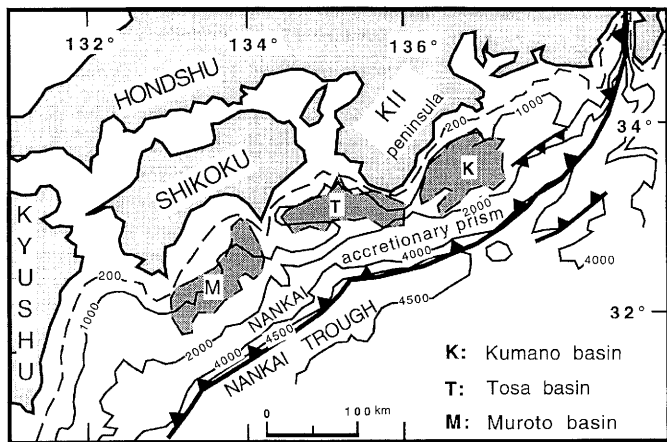 132°
134°
136°
HONDSHU
KII
peninsula
200
1000
34°
SHIKOKU
K
T
2000
accretionary prism
KYUSHU
M
4000
4000
200
NANKAI
4500
32°
1000
2000
4000
4500
NANKAI TROUGH
K: Kumano basin
T: Tosa basin
M: Muroto basin
0 100 km